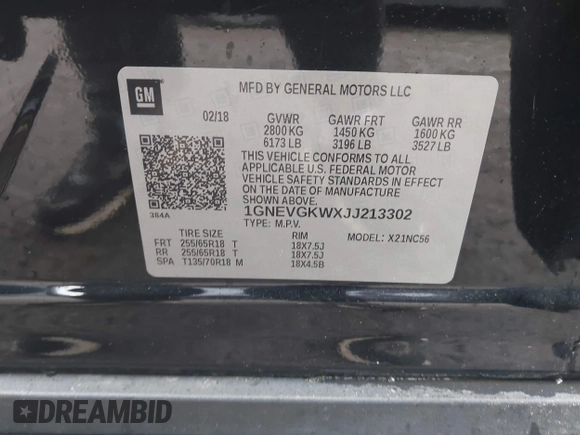 GM
MFD BY GENERAL MOTORS LLC
02/18 GVWR GAWR FRT GAWR RR
2800 KG 1450 KG 1600 KG
6173 LB 3196 LB 3527 LB
THIS VEHICLE CONFORMS TO ALL
APPLICABLE U.S. FEDERAL MOTOR
VEHICLE SAFETY STANDARDS IN EFFECT
ON THE DATE OF MANUFACTURE
SHOWN ABOVE.
384A 1GNEVGKWXJJ213302
TYPE: M.P.V.
TIRE SIZE RIM MODEL: X21NC56
FRT 255/65R18 T 18X7.5J
RR 255/65R18 T 18X7.5J
SPA T135/70R18 M 18X4.5B
DREAMBID